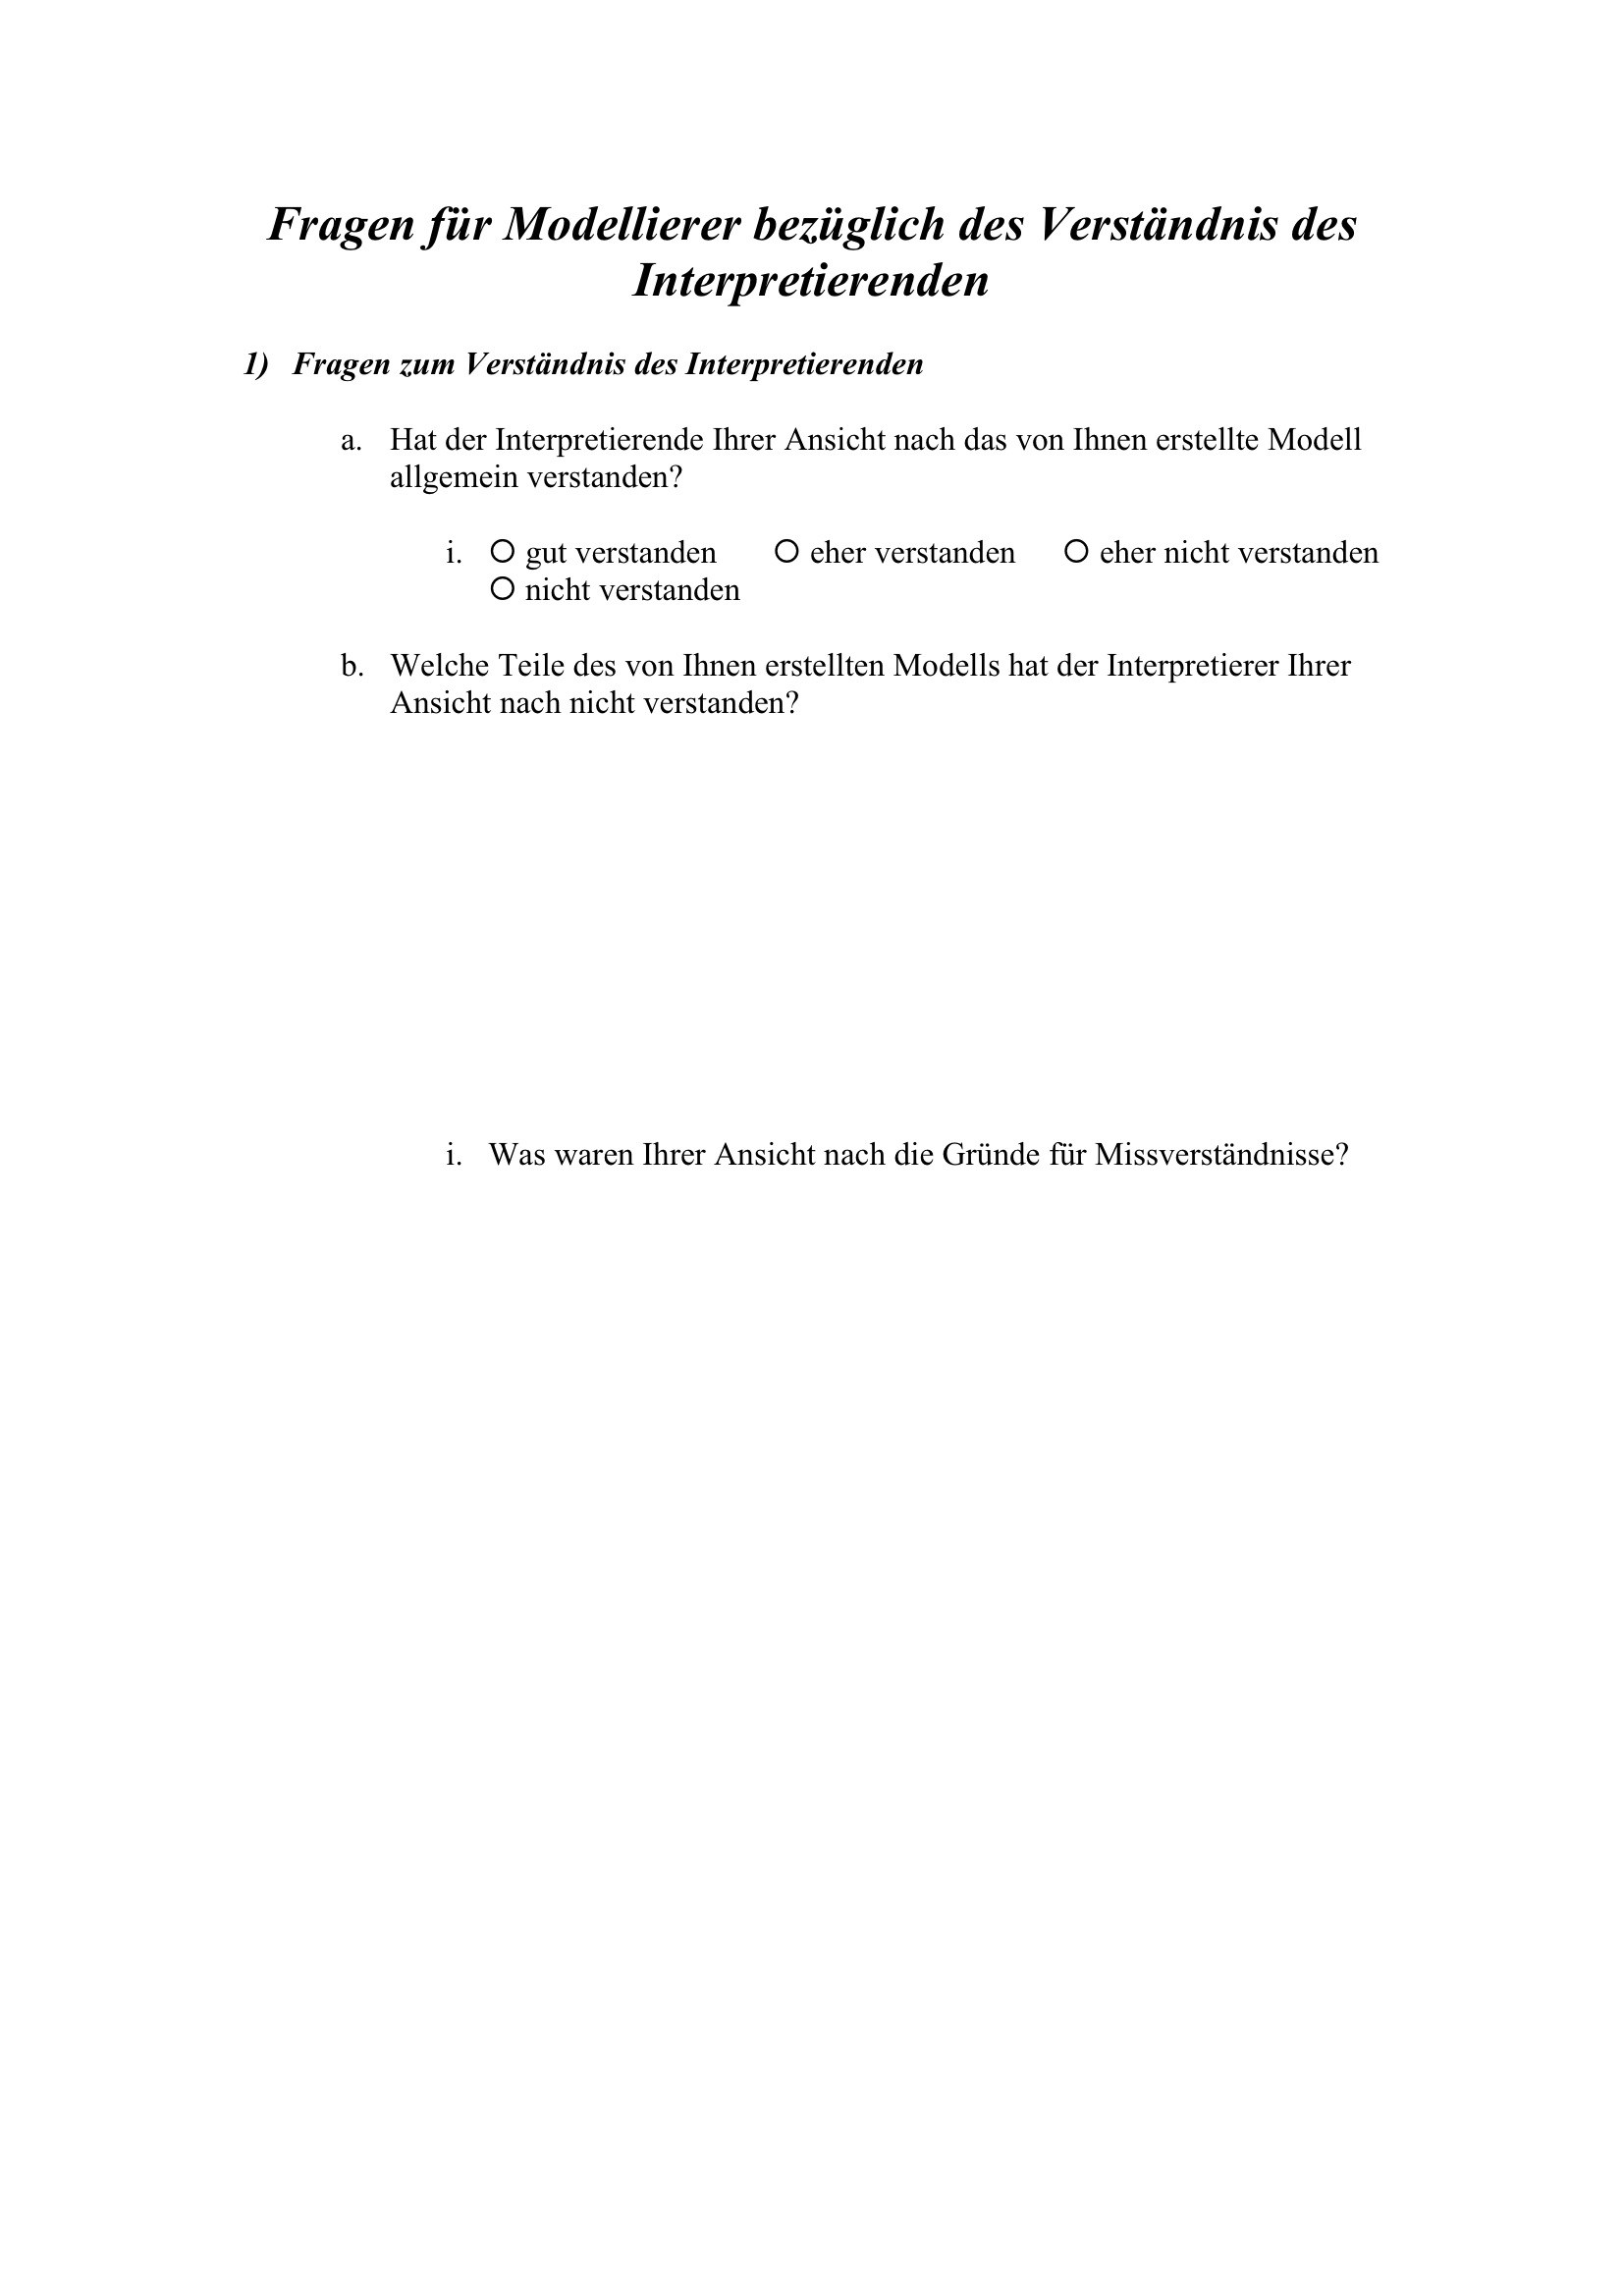 Fragen für Modellierer bezüglich des Verständnis des
Interpretierenden
1) Fragen zum Verständnis des Interpretierenden
a. Hat der Interpretierende Ihrer Ansicht nach das von Ihnen erstellte Modell
allgemein verstanden?
i. O gut verstanden O eher verstanden O eher nicht verstanden
O nicht verstanden
b. Welche Teile des von Ihnen erstellten Modells hat der Interpretierer Ihrer
Ansicht nach nicht verstanden?
i. Was waren Ihrer Ansicht nach die Gründe für Missverständnisse?